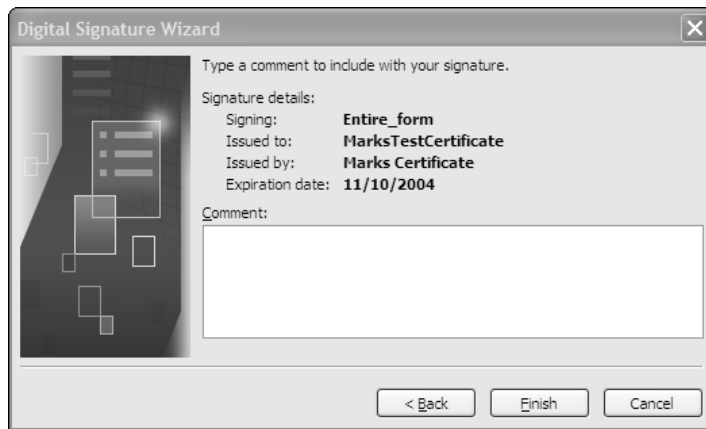 Digital Signature Wizard
Type a comment to include with your signature.
Signature details:
Signing: Entire_form
Issued to: MarksTestCertificate
Issued by: Marks Certificate
Expiration date: 11/10/2004
Comment:
< Back Finish Cancel